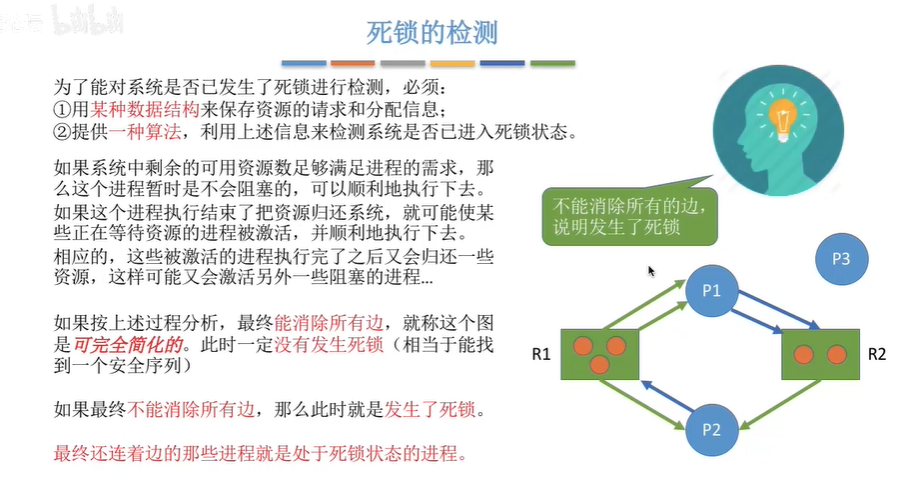 死锁的检测
为了能对系统是否已发生了死锁进行检测，必须：
①用某种数据结构来保存资源的请求和分配信息；
②提供一种算法，利用上述信息来检测系统是否已进入死锁状态。
如果系统中剩余的可用资源数足够满足进程的需求，那
么这个进程暂时是不会阻塞的，可以顺利地执行下去。
如果这个进程执行结束了把资源归还系统，就可能使某
些正在等待资源的进程被激活，并顺利地执行下去。
相应的，这些被激活的进程执行完了之后又会归还一些
资源，这样可能又会激活另外一些阻塞的进程...
如果按上述过程分析，最终能消除所有边，就称这个图
是可完全简化的。此时一定没有发生死锁（相当于能找
到一个安全序列）
如果最终不能消除所有边，那么此时就是发生了死锁。
最终还连着边的那些进程就是处于死锁状态的进程。
不能消除所有的边，
说明发生了死锁
P3
P1
R1
R2
P2